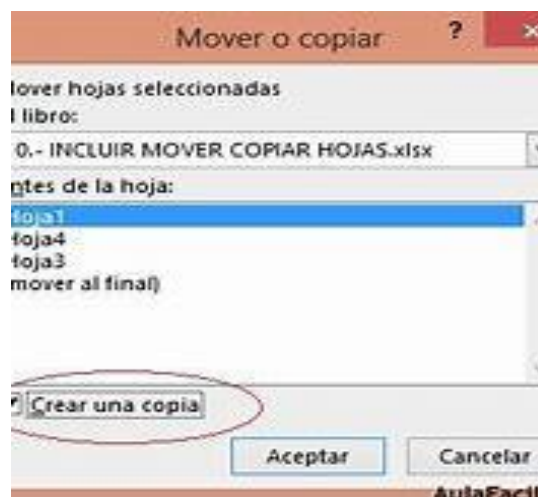 Mover o copiar ?
lover hojas seleccionadas
l libro:
0.- INCLUIR MOVER COPIAR HOJAS.xlsx
ntes de la hoja:
Hoja1
Hoja4
Hoja3
mover al final)
Crear una copia
Aceptar Cancelar
AulaFacil